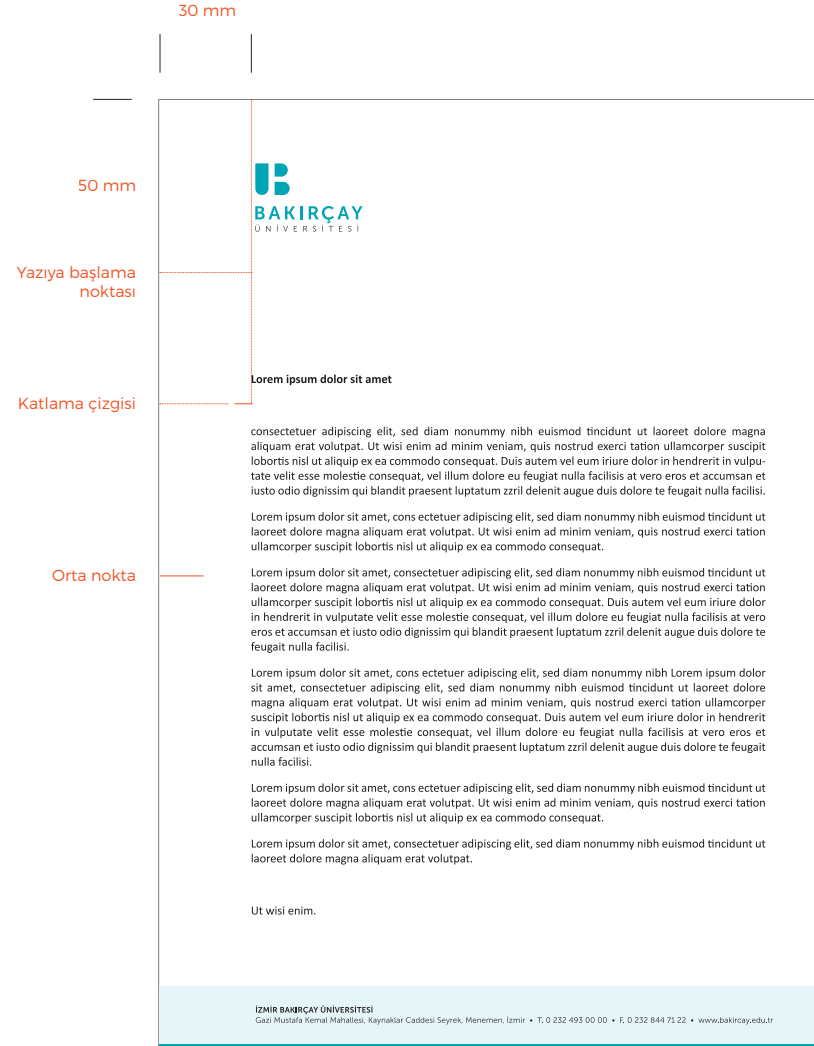 30 mm
50 mm
BAKIRÇAY
ÜNİVERSİTESİ
Yazıya başlama
noktası
Lorem ipsum dolor sit amet
Katlama çizgisi
consectetuer adipiscing elit, sed diam nonummy nibh euismod tincidunt ut laoreet dolore magna
aliquam erat volutpat. Ut wisi enim ad minim veniam, quis nostrud exerci tation ullamcorper suscipit
lobortis nisl ut aliquip ex ea commodo consequat. Duis autem vel eum iriure dolor in hendrerit in vulpu-
tate velit esse molestie consequat, vel illum dolore eu feugiat nulla facilisis at vero eros et accumsan et
iusto odio dignissim qui blandit praesent luptatum zzril delenit augue duis dolore te feugait nulla facilisi.
Lorem ipsum dolor sit amet, cons ectetuer adipiscing elit, sed diam nonummy nibh euismod tincidunt ut
laoreet dolore magna aliquam erat volutpat. Ut wisi enim ad minim veniam, quis nostrud exerci tation
ullamcorper suscipit lobortis nisl ut aliquip ex ea commodo consequat.
Orta nokta
Lorem ipsum dolor sit amet, consectetuer adipiscing elit, sed diam nonummy nibh euismod tincidunt ut
laoreet dolore magna aliquam erat volutpat. Ut wisi enim ad minim veniam, quis nostrud exerci tation
ullamcorper suscipit lobortis nisl ut aliquip ex ea commodo consequat. Duis autem vel eum iriure dolor
in hendrerit in vulputate velit esse molestie consequat, vel illum dolore eu feugiat nulla facilisis at vero
eros et accumsan et iusto odio dignissim qui blandit praesent luptatum zzril delenit augue duis dolore te
feugait nulla facilisi.
Lorem ipsum dolor sit amet, cons ectetuer adipiscing elit, sed diam nonummy nibh Lorem ipsum dolor
sit amet, consectetuer adipiscing elit, sed diam nonummy nibh euismod tincidunt ut laoreet dolore
magna aliquam erat volutpat. Ut wisi enim ad minim veniam, quis nostrud exerci tation ullamcorper
suscipit lobortis nisl ut aliquip ex ea commodo consequat. Duis autem vel eum iriure dolor in hendrerit
in vulputate velit esse molestie consequat, vel illum dolore eu feugiat nulla facilisis at vero eros et
accumsan et iusto odio dignissim qui blandit praesent luptatum zzril delenit augue duis dolore te feugait
nulla facilisi.
Lorem ipsum dolor sit amet, cons ectetuer adipiscing elit, sed diam nonummy nibh euismod tincidunt ut
laoreet dolore magna aliquam erat volutpat. Ut wisi enim ad minim veniam, quis nostrud exerci tation
ullamcorper suscipit lobortis nisl ut aliquip ex ea commodo consequat.
Lorem ipsum dolor sit amet, consectetuer adipiscing elit, sed diam nonummy nibh euismod tincidunt ut
laoreet dolore magna aliquam erat volutpat.
Ut wisi enim.
İZMİR BAKIRÇAY ÜNİVERSİTESİ
Gazi Mustafa Kemal Mahallesi, Kaynaklar Caddesi Seyrek, Menemen, İzmir • T. 0 232 493 00 00 • F. 0 232 844 71 22 • www.bakircay.edu.tr